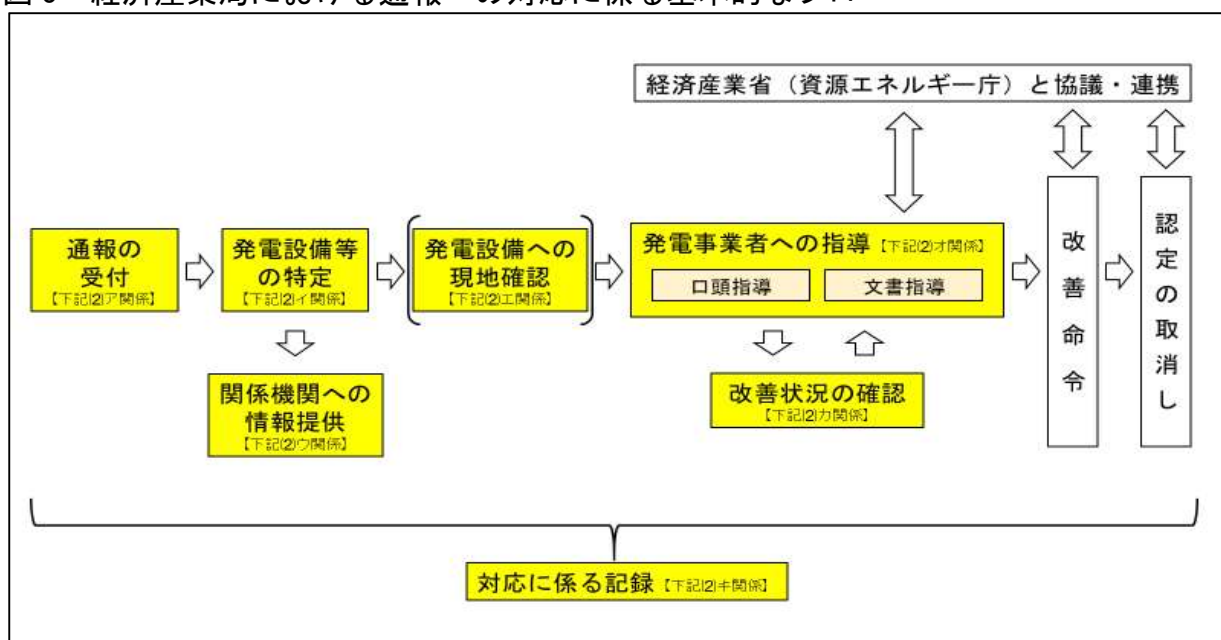 経済産業省（資源エネルギー庁）と協議・連携
通報の
受付
【下記(2)ア関係】
発電設備等
の特定
【下記(2)イ関係】
発電設備への
現地確認
【下記(2)エ関係】
発電事業者への指導【下記(2)オ関係】
口頭指導
文書指導
改善命令
認定の取消し
関係機関への
情報提供
【下記(2)ウ関係】
改善状況の確認
【下記(2)カ関係】
対応に係る記録【下記(2)キ関係】